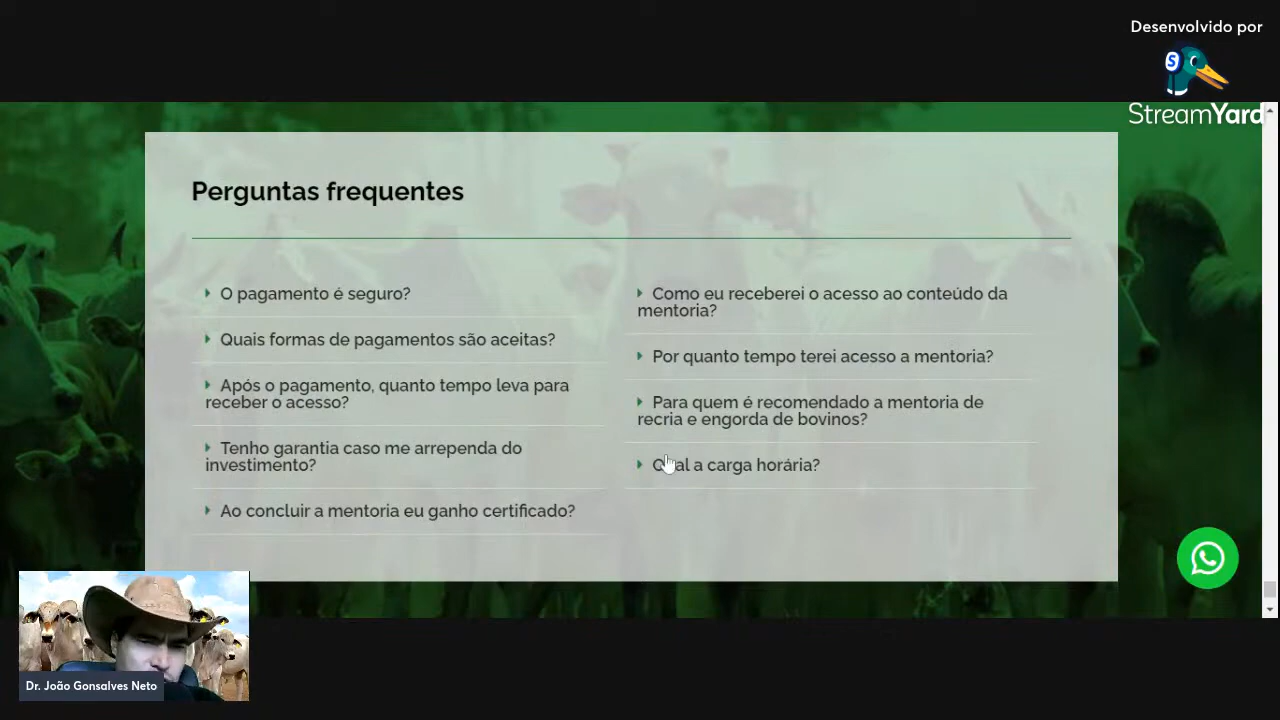 Desenvolvido por
S
StreamYard
Perguntas frequentes
O pagamento é seguro?
Quais formas de pagamentos são aceitas?
Após o pagamento, quanto tempo leva para
receber o acesso?
Tenho garantia caso me arrependa do
investimento?
Ao concluir a mentoria eu ganho certificado?
Como eu receberei o acesso ao conteúdo da
mentoria?
Por quanto tempo terei acesso a mentoria?
Para quem é recomendado a mentoria de
recria e engorda de bovinos?
Qual a carga horária?
Dr. João Gonsalves Neto